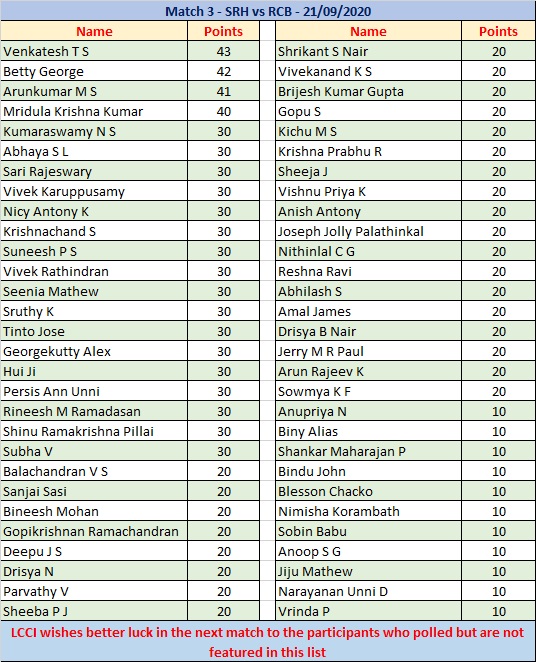 Match 3 - SRH vs RCB - 21/09/2020
Name Points Name Points
Venkatesh T S 43 Shrikant S Nair 20
Betty George 42 Vivekanand K S 20
Arunkumar M S 41 Brijesh Kumar Gupta 20
Mridula Krishna Kumar 40 Gopu S 20
Kumaraswamy N S 30 Kichu M S 20
Abhaya S L 30 Krishna Prabhu R 20
Sari Rajeswary 30 Sheeja J 20
Vivek Karuppusamy 30 Vishnu Priya K 20
Nicy Antony K 30 Anish Antony 20
Krishnachand S 30 Joseph Jolly Palathinkal 20
Suneesh P S 30 Nithinlal C G 20
Vivek Rathindran 30 Reshna Ravi 20
Seenia Mathew 30 Abhilash S 20
Sruthy K 30 Amal James 20
Tinto Jose 30 Drisya B Nair 20
Georgekutty Alex 30 Jerry M R Paul 20
Hui Ji 30 Arun Rajeev K 20
Persis Ann Unni 30 Sowmya K F 20
Rineesh M Ramadasan 30 Anupriya N 10
Shinu Ramakrishna Pillai 30 Biny Alias 10
Subha V 30 Shankar Maharajan P 10
Balachandran V S 20 Bindu John 10
Sanjai Sasi 20 Blesson Chacko 10
Bineesh Mohan 20 Nimisha Korambath 10
Gopikrishnan Ramachandran 20 Sobin Babu 10
Deepu J S 20 Anoop S G 10
Drisya N 20 Jiju Mathew 10
Parvathy V 20 Narayanan Unni D 10
Sheeba P J 20 Vrinda P 10
LCCI wishes better luck in the next match to the participants who polled but are not
featured in this list